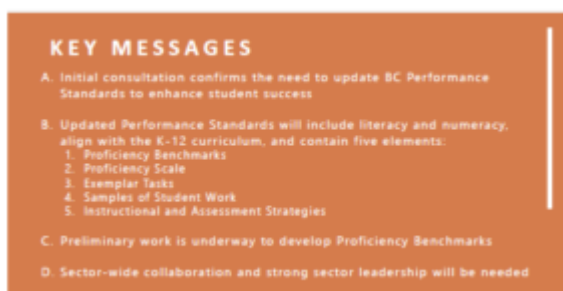 KEY MESSAGES
A. Initial consultation confirms the need to update BC Performance
Standards to enhance student success
B. Updated Performance Standards will include literacy and numeracy,
align with the K-12 curriculum, and contain five elements:
1. Proficiency Benchmarks
2. Proficiency Scale
3. Exemplar Tasks
4. Samples of Student Work
5. Instructional and Assessment Strategies
C. Preliminary work is underway to develop Proficiency Benchmarks
D. Sector-wide collaboration and strong sector leadership will be needed